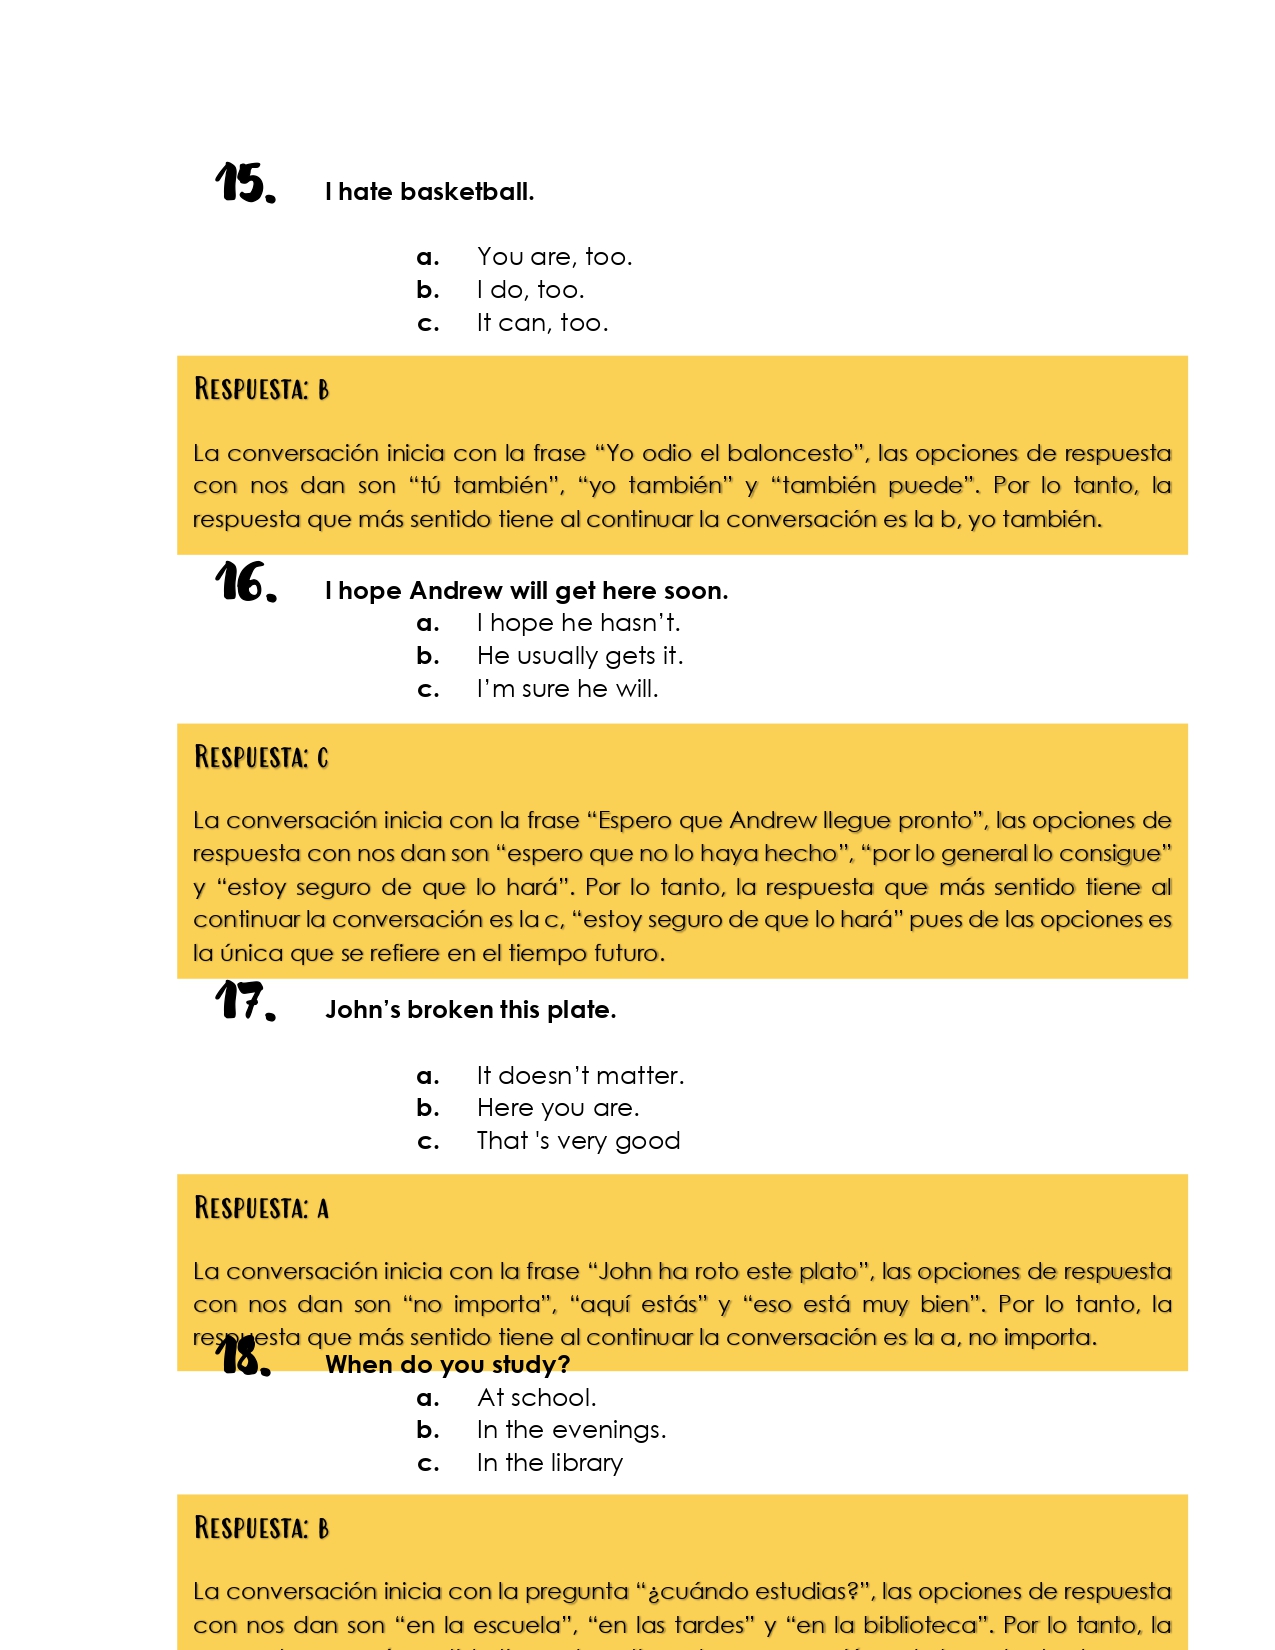 15. I hate basketball.
a. You are, too.
b. I do, too.
c. It can, too.
Respuesta: b
La conversación inicia con la frase “Yo odio el baloncesto”, las opciones de respuesta
con nos dan son “tú también”, “yo también” y “también puede”. Por lo tanto, la
respuesta que más sentido tiene al continuar la conversación es la b, yo también.
16. I hope Andrew will get here soon.
a. I hope he hasn’t.
b. He usually gets it.
c. I’m sure he will.
Respuesta: c
La conversación inicia con la frase “Espero que Andrew llegue pronto”, las opciones de
respuesta con nos dan son “espero que no lo haya hecho”, “por lo general lo consigue”
y “estoy seguro de que lo hará”. Por lo tanto, la respuesta que más sentido tiene al
continuar la conversación es la c, “estoy seguro de que lo hará” pues de las opciones es
la única que se refiere en el tiempo futuro.
17. John’s broken this plate.
a. It doesn’t matter.
b. Here you are.
c. That 's very good
Respuesta: a
La conversación inicia con la frase “John ha roto este plato”, las opciones de respuesta
con nos dan son “no importa”, “aquí estás” y “eso está muy bien”. Por lo tanto, la
respuesta que más sentido tiene al continuar la conversación es la a, no importa.
18. When do you study?
a. At school.
b. In the evenings.
c. In the library
Respuesta: b
La conversación inicia con la pregunta “¿cuándo estudias?”, las opciones de respuesta
con nos dan son “en la escuela”, “en las tardes” y “en la biblioteca”. Por lo tanto, la